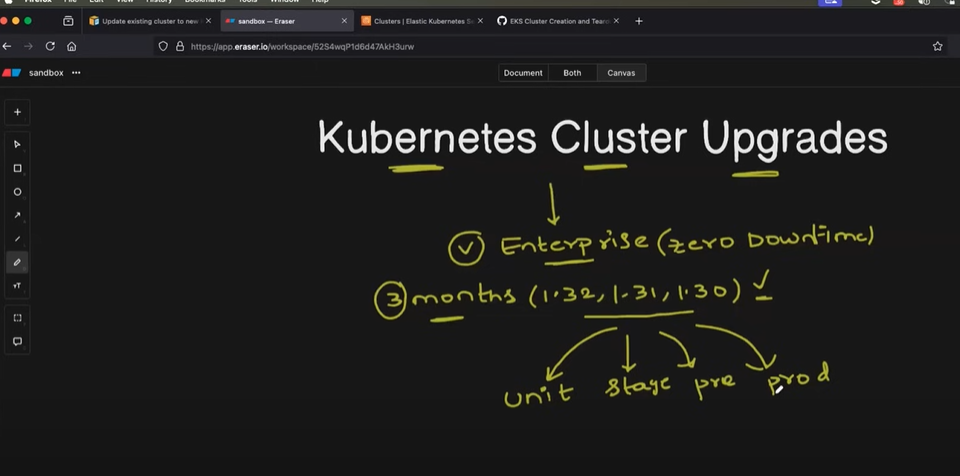 Update existing cluster to new
sandbox — Eraser
Clusters | Elastic Kubernetes S
EKS Cluster Creation and Tear
https://app.eraser.io/workspace/52S4wqP1d6d47AkH3urw
sandbox
Document Both Canvas
Kubernetes Cluster Upgrades
Enterprise (zero Downtime)
3 months (1.32, 1.31, 1.30)
unit stage pre prod